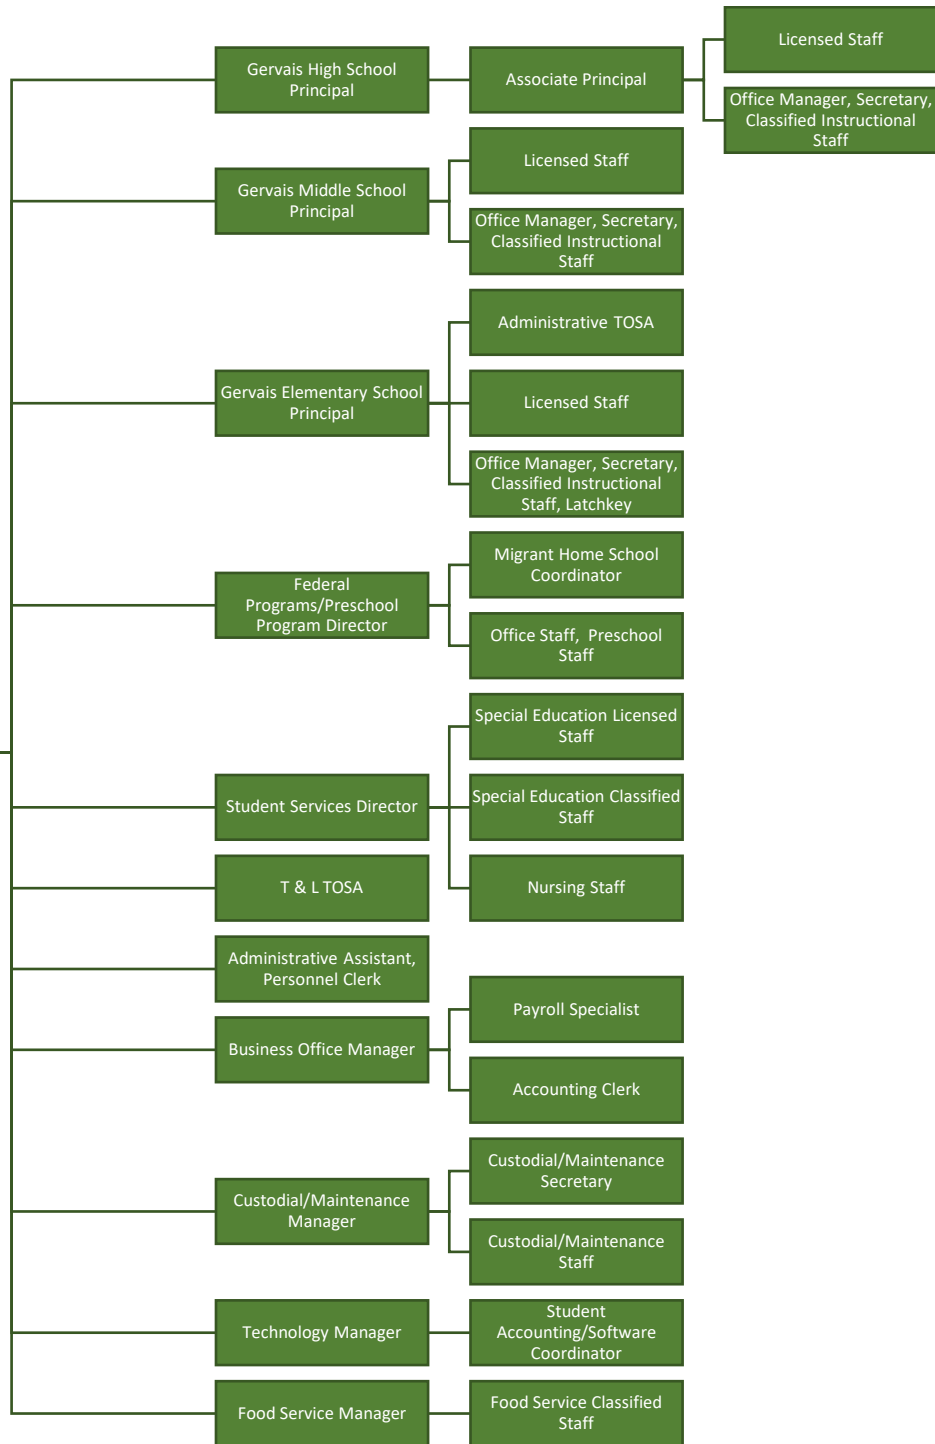 Licensed Staff
Gervais High School
Principal
Associate Principal
Office Manager, Secretary,
Classified Instructional
Staff
Gervais Middle School
Principal
Licensed Staff
Office Manager, Secretary,
Classified Instructional
Staff
Gervais Elementary School
Principal
Administrative TOSA
Licensed Staff
Office Manager, Secretary,
Classified Instructional
Staff, Latchkey
Federal
Programs/Preschool
Program Director
Migrant Home School
Coordinator
Office Staff,  Preschool
Staff
Student Services Director
Special Education Licensed
Staff
Special Education Classified
Staff
Nursing Staff
T & L TOSA
Administrative Assistant,
Personnel Clerk
Business Office Manager
Payroll Specialist
Accounting Clerk
Custodial/Maintenance
Manager
Custodial/Maintenance
Secretary
Custodial/Maintenance
Staff
Technology Manager
Student
Accounting/Software
Coordinator
Food Service Manager
Food Service Classified
Staff